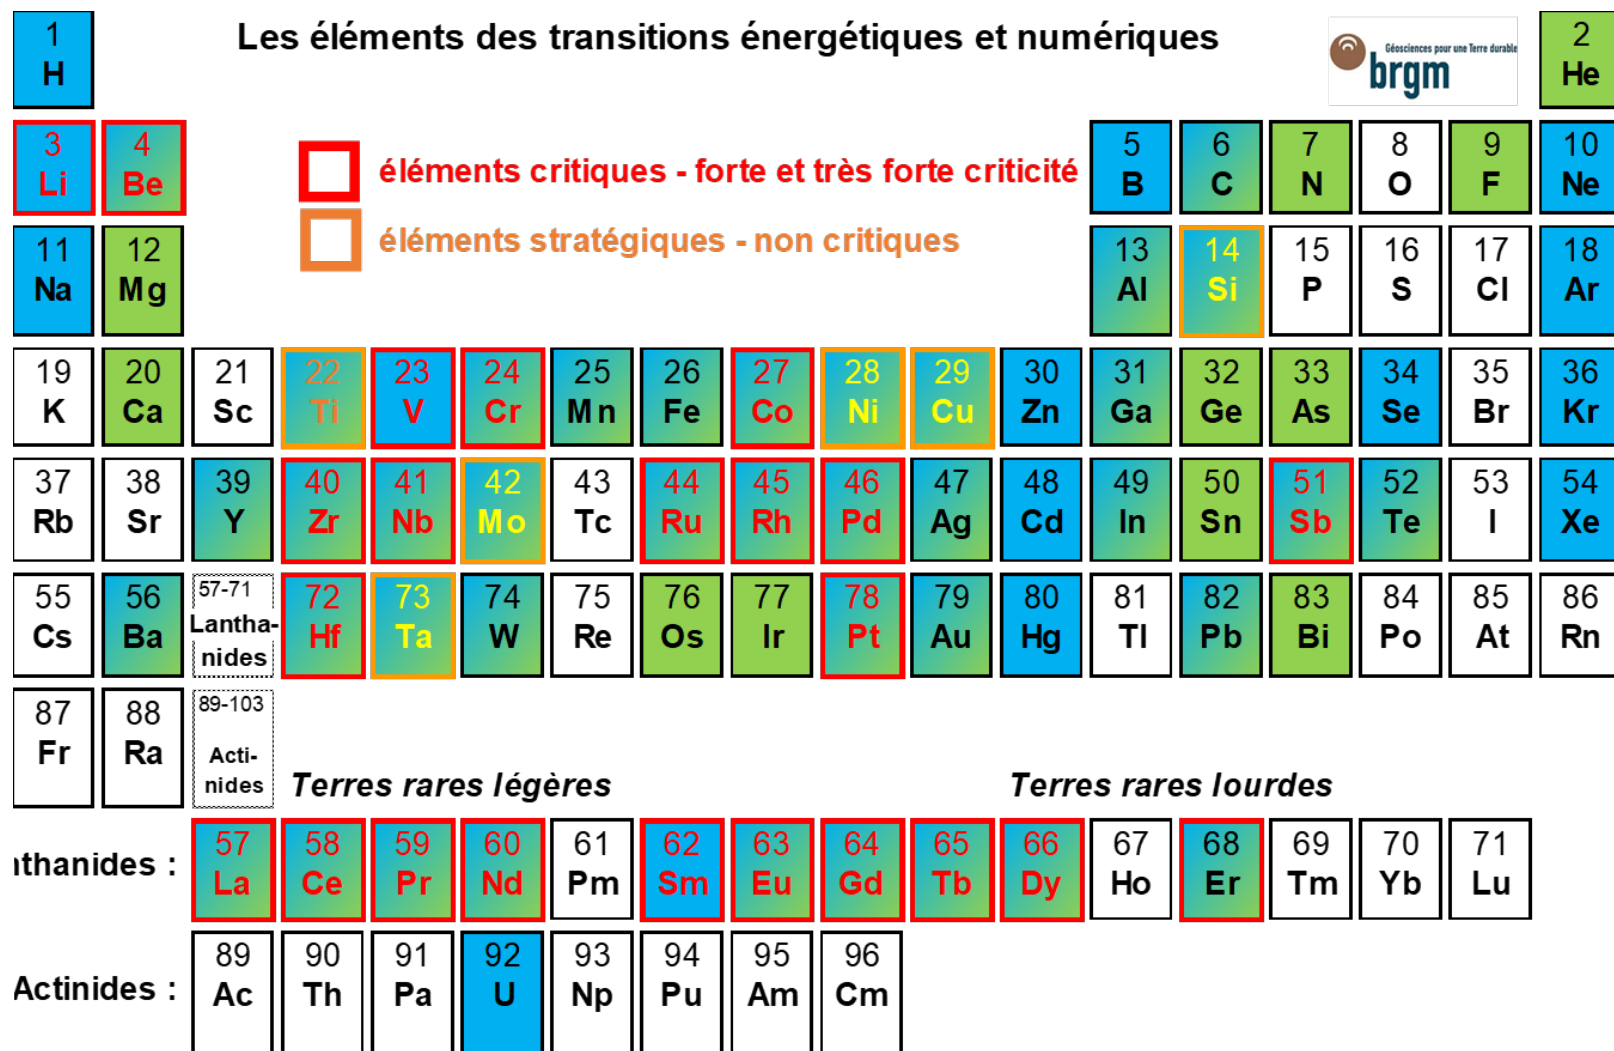 Les éléments des transitions énergétiques et numériques
Géosciences pour une Terre durable
brgm
1 2
H He
3 4 5 6 7 8 9 10
Li Be B C N O F Ne
éléments critiques - forte et très forte criticité
éléments stratégiques - non critiques
11 12 13 14 15 16 17 18
Na Mg Al Si P S Cl Ar
19 20 21 22 23 24 25 26 27 28 29 30 31 32 33 34 35 36
K Ca Sc Ti V Cr Mn Fe Co Ni Cu Zn Ga Ge As Se Br Kr
37 38 39 40 41 42 43 44 45 46 47 48 49 50 51 52 53 54
Rb Sr Y Zr Nb Mo Tc Ru Rh Pd Ag Cd In Sn Sb Te I Xe
55 56 57-71 72 73 74 75 76 77 78 79 80 81 82 83 84 85 86
Cs Ba Lantha- Hf Ta W Re Os Ir Pt Au Hg Tl Pb Bi Po At Rn
nides
87 88 89-103
Fr Ra Acti-
nides
Terres rares légères Terres rares lourdes
57 58 59 60 61 62 63 64 65 66 67 68 69 70 71
nthanides : La Ce Pr Nd Pm Sm Eu Gd Tb Dy Ho Er Tm Yb Lu
89 90 91 92 93 94 95 96
Actinides : Ac Th Pa U Np Pu Am Cm